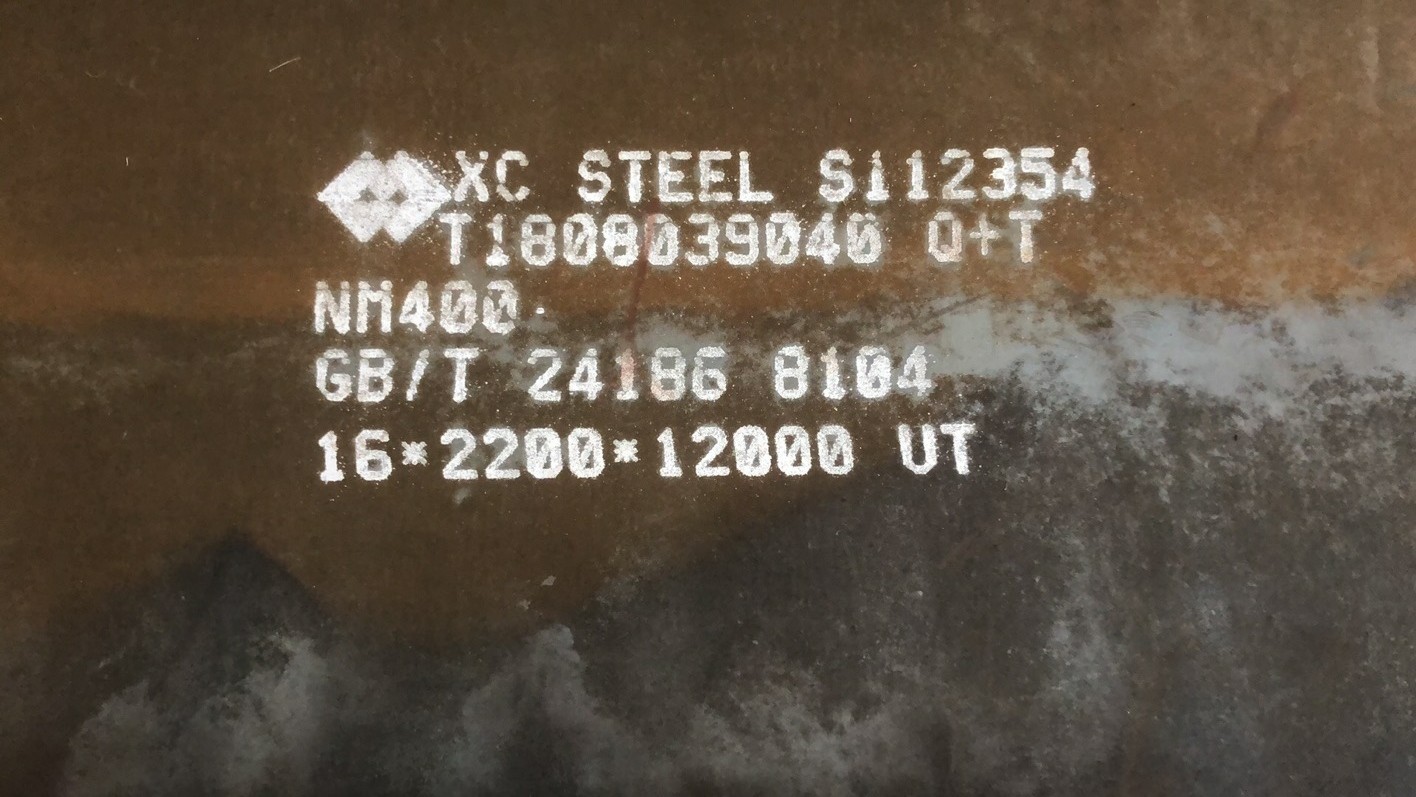 XC STEEL S112354
T1808039040 Q+T
NM400
GB/T 24186 8104
16*2200*12000 UT